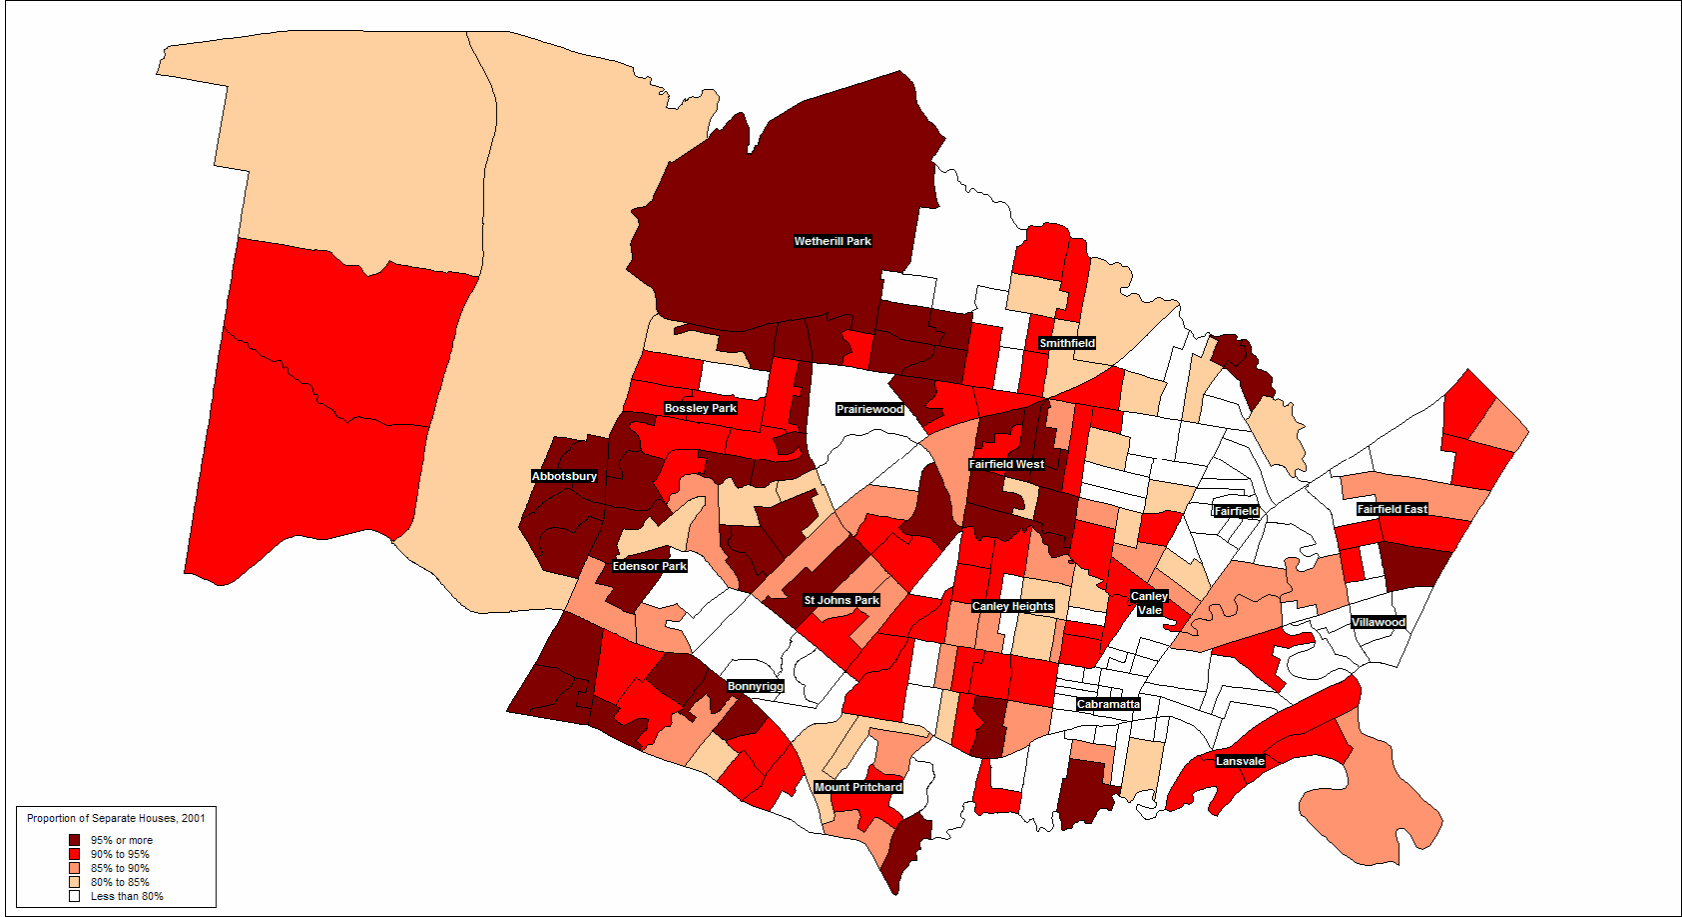 Wetherill Park
Smithfield
Bossley Park
Prairiewood
Fairfield West
Abbotsbury
Fairfield
Fairfield East
Edensor Park
St Johns Park
Canley Heights
Canley
Vale
Villawood
Bonnyrigg
Cabramatta
Lansvale
Mount Pritchard
Proportion of Separate Houses, 2001
95% or more
90% to 95%
85% to 90%
80% to 85%
Less than 80%